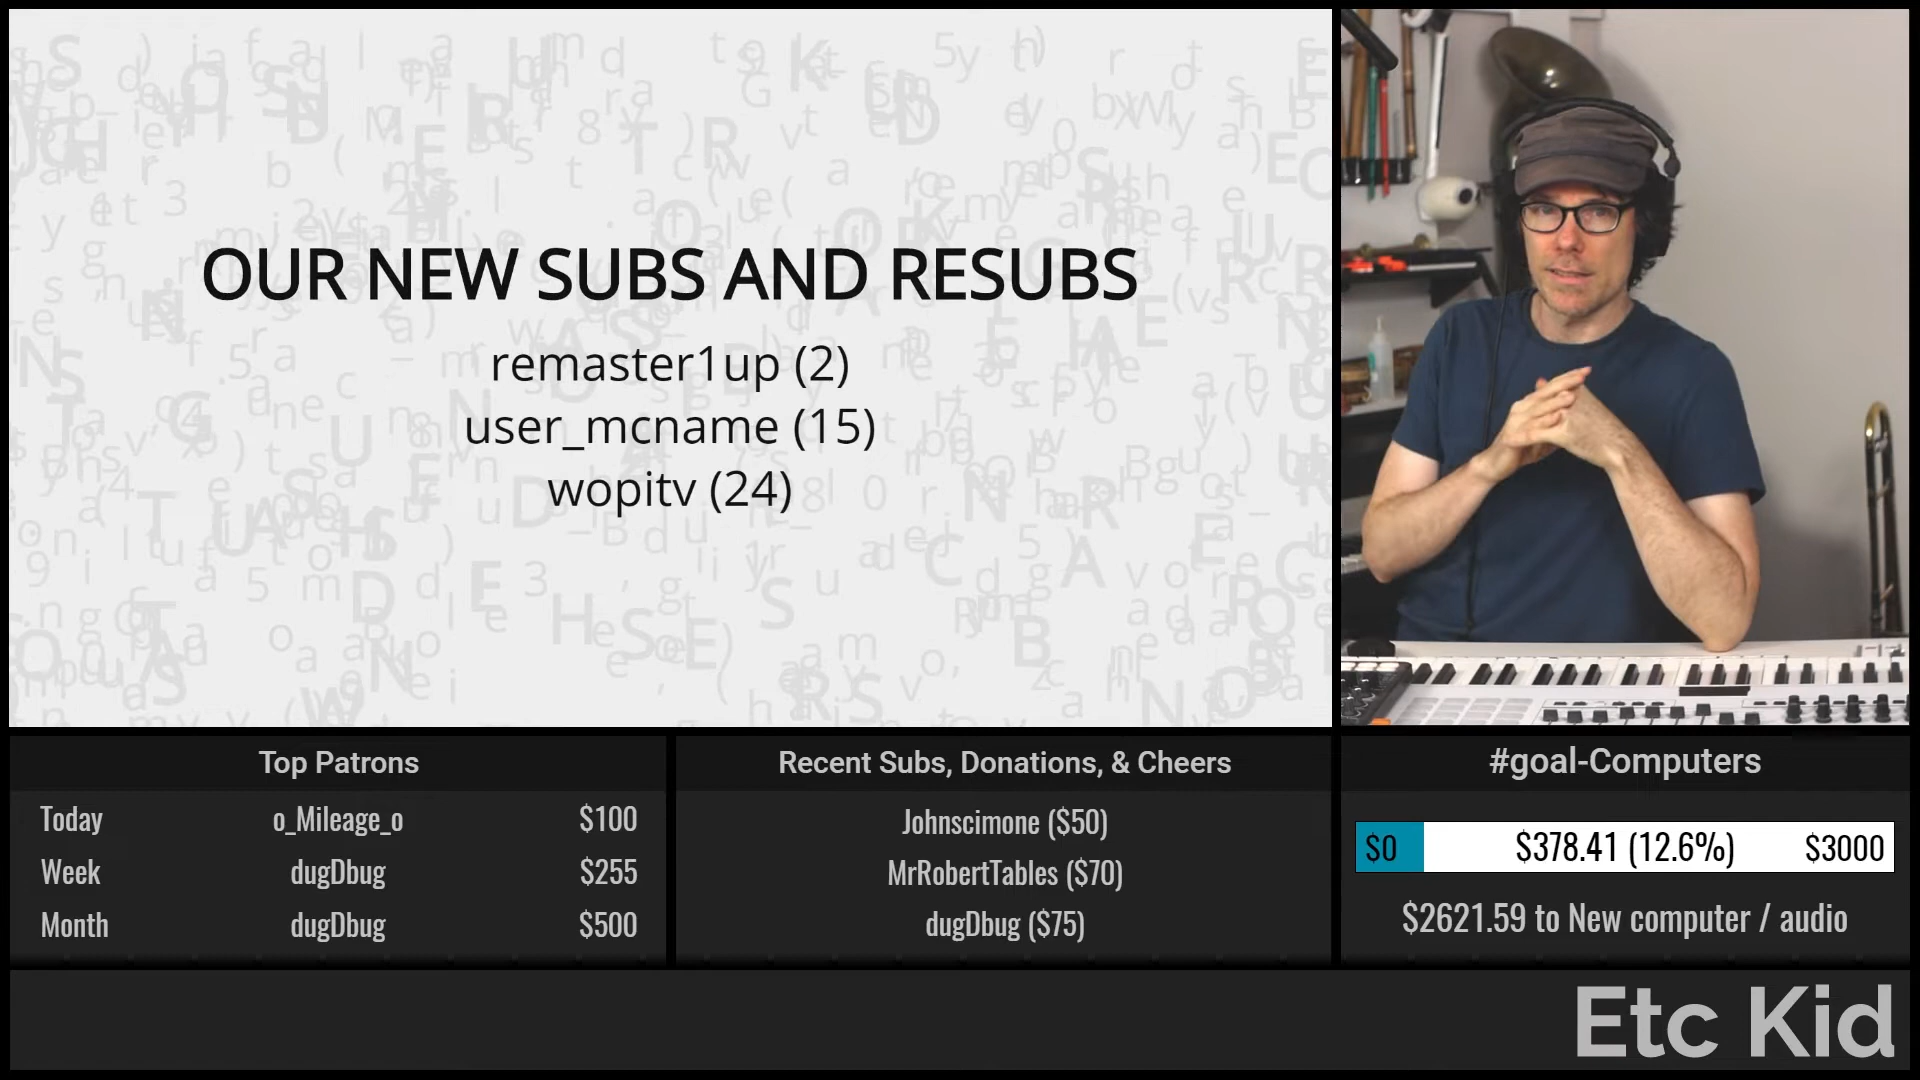 OUR NEW SUBS AND RESUBS
remaster1up (2)
user_mcname (15)
wopitv (24)
Top Patrons
Today o_Mileage_o $100
Week dugDbug $255
Month dugDbug $500
Recent Subs, Donations, & Cheers
Johnscimone ($50)
MrRobertTables ($70)
dugDbug ($75)
#goal-Computers
$0 $378.41 (12.6%) $3000
$2621.59 to New computer / audio
Etc Kid